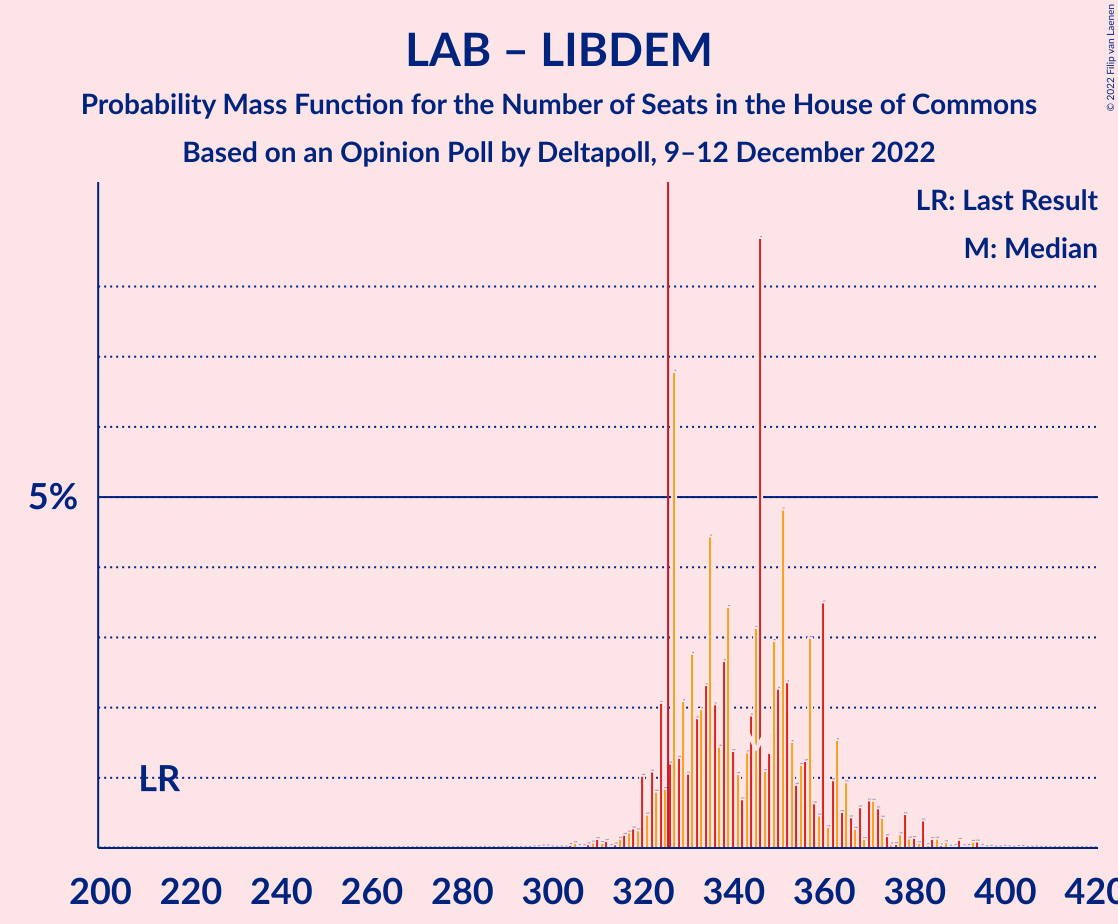 LAB – LIBDEM
Probability Mass Function for the Number of Seats in the House of Commons
Based on an Opinion Poll by Deltapoll, 9–12 December 2022
© 2022 Filip van Laenen
LR: Last Result
M: Median
5%
LR
200 220 240 260 280 300 320 340 360 380 400 420